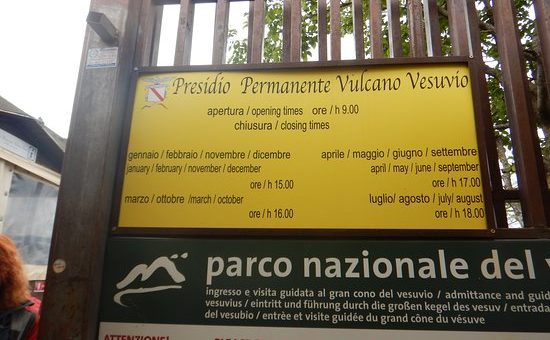 Presidio Permanente Vulcano Vesuvio
apertura / opening times ore / h 9.00
chiusura / closing times
gennaio / febbraio / novembre / dicembre
january / february / november / december
ore / h 15.00
marzo / ottobre /march / october
ore / h 16.00
aprile / maggio / giugno / settembre
april / may / june / september
ore / h 17.00
luglio/ agosto / july/ august
ore / h 18.00
parco nazionale del
ingresso e visita guidata al gran cono del vesuvio / admittance and
vesuvius / eintritt und führung durch die großen kegel des vesuv / entrada
del vesubio / entrèe et visite guidée du grand cône du vésuve
ATTENZIONE!